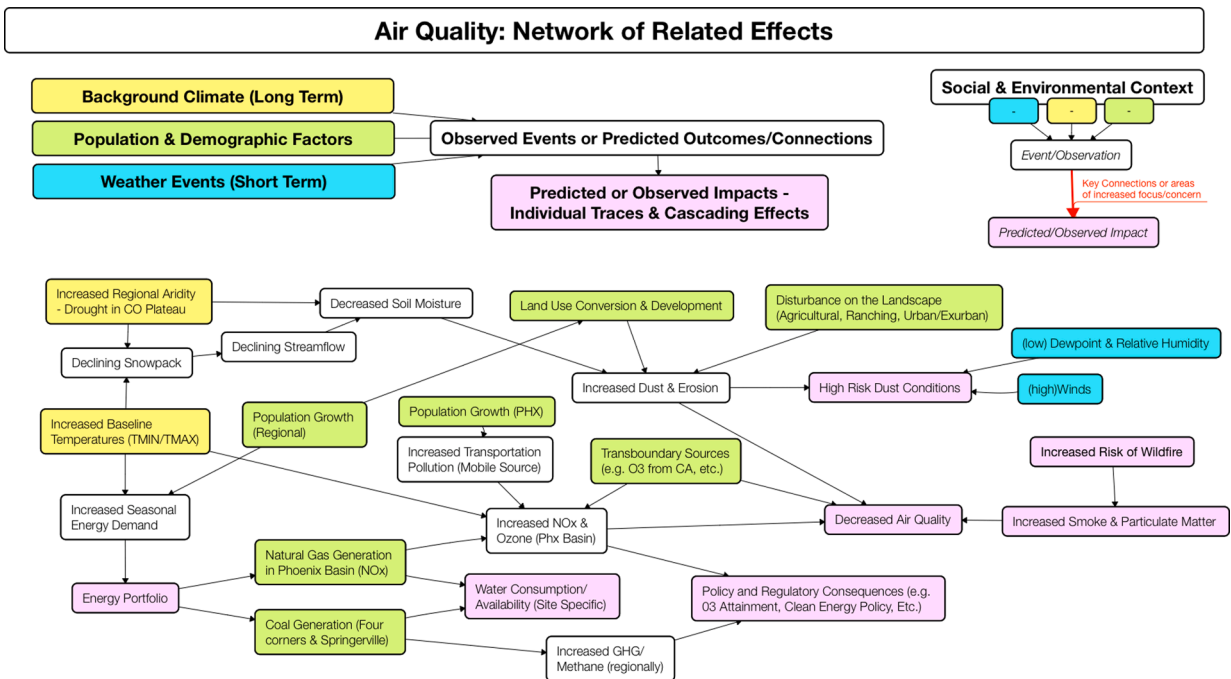 Air Quality: Network of Related Effects
Background Climate (Long Term)
Population & Demographic Factors
Weather Events (Short Term)
Observed Events or Predicted Outcomes/Connections
Predicted or Observed Impacts -
Individual Traces & Cascading Effects
Social & Environmental Context
- - -
Event/Observation
Key Connections or areas
of increased focus/concern
Predicted/Observed Impact
Increased Regional Aridity
- Drought in CO Plateau
Decreased Soil Moisture
Land Use Conversion & Development
Disturbance on the Landscape
(Agricultural, Ranching, Urban/Exurban)
Declining Streamflow
Declining Snowpack
(low) Dewpoint & Relative Humidity
Increased Dust & Erosion
High Risk Dust Conditions
(high)Winds
Increased Baseline
Temperatures (TMIN/TMAX)
Population Growth
(Regional)
Population Growth (PHX)
Increased Transportation
Pollution (Mobile Source)
Transboundary Sources
(e.g. O3 from CA, etc.)
Increased Risk of Wildfire
Increased Seasonal
Energy Demand
Increased NOx &
Ozone (Phx Basin)
Decreased Air Quality
Increased Smoke & Particulate Matter
Natural Gas Generation
in Phoenix Basin (NOx)
Energy Portfolio
Water Consumption/
Availability (Site Specific)
Policy and Regulatory Consequences (e.g.
03 Attainment, Clean Energy Policy, Etc.)
Coal Generation (Four
corners & Springerville)
Increased GHG/
Methane (regionally)